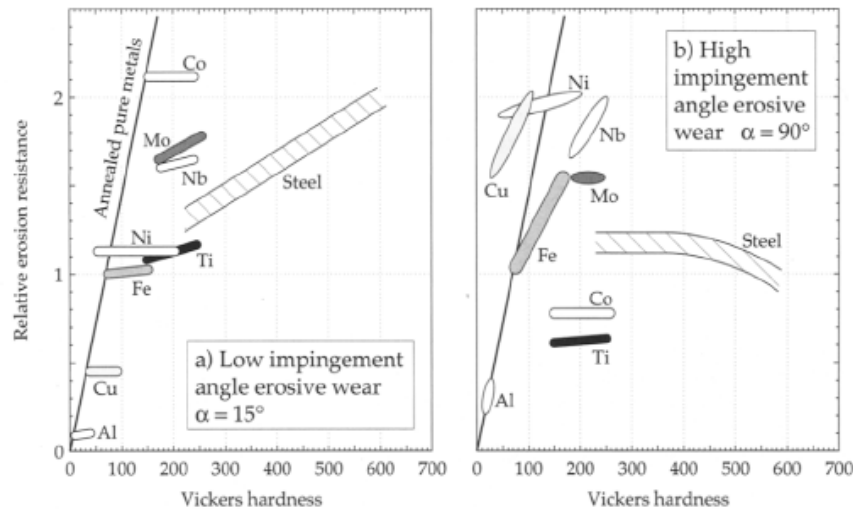 Relative erosion resistance
2
1
0
Annealed pure metals
Co
Mo
Nb
Steel
Ni
Ti
Fe
Cu
Al
a) Low impingement
angle erosive wear
α = 15°
0 100 200 300 400 500 600 700
Vickers hardness
b) High
impingement
angle erosive
wear α = 90°
Ni
Nb
Cu
Mo
Fe
Steel
Co
Ti
Al
0 100 200 300 400 500 600 700
Vickers hardness